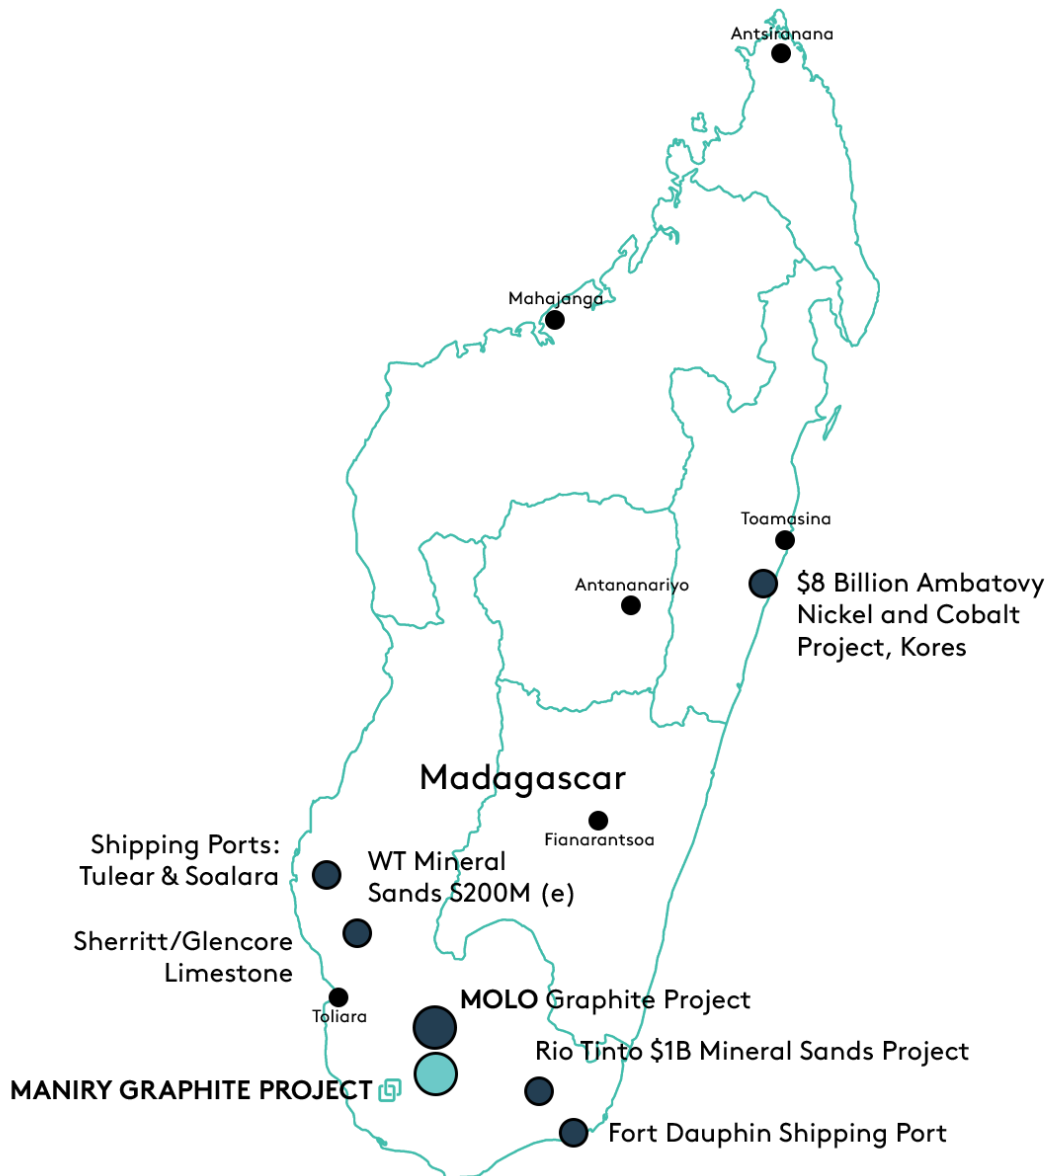 Antsiranana
Mahajanga
Toamasina
$8 Billion Ambatovy
Nickel and Cobalt
Project, Kores
Antananariyo
Madagascar
Fianarantsoa
Shipping Ports:
Tulear & Soalara
WT Mineral
Sands S200M (e)
Sherritt/Glencore
Limestone
Toliara
MOLO Graphite Project
Rio Tinto $1B Mineral Sands Project
MANIRY GRAPHITE PROJECT
Fort Dauphin Shipping Port